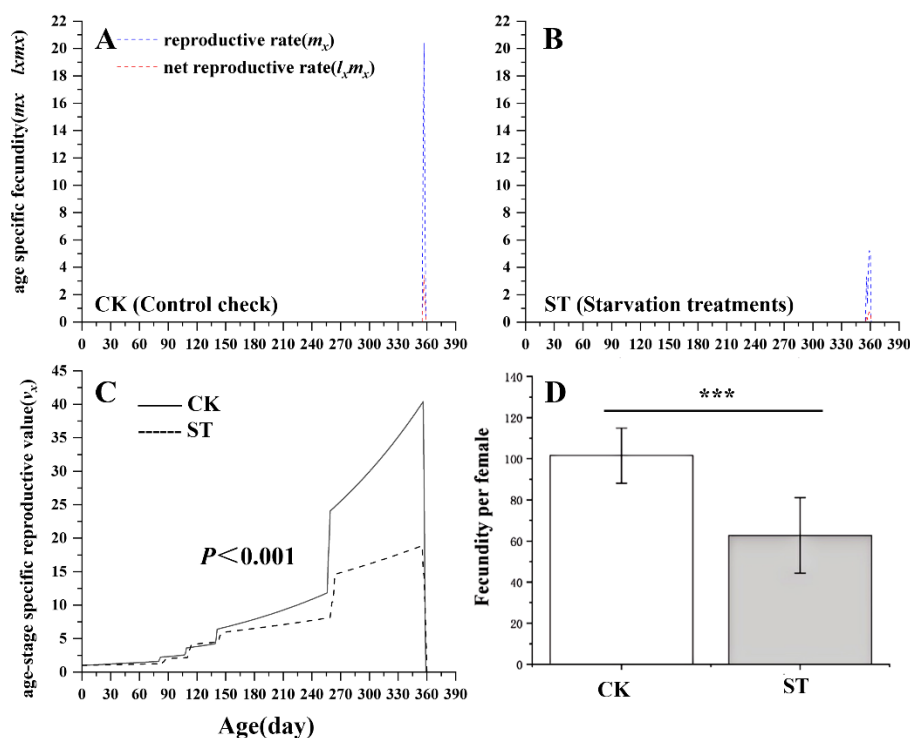 A
reproductive rate(mₓ)
net reproductive rate(lₓmₓ)
age specific fecundity(mx lxmx)
22
20
18
16
14
12
10
8
6
4
2
0
CK (Control check)
0 30 60 90 120 150 180 210 240 270 300 330 360 390
B
22
20
18
16
14
12
10
8
6
4
2
0
ST (Starvation treatments)
0 30 60 90 120 150 180 210 240 270 300 330 360 390
C
CK
ST
P<0.001
age-stage specific reproductive value(vₓ)
45
40
35
30
25
20
15
10
5
0
0 30 60 90 120 150 180 210 240 270 300 330 360 390
Age(day)
D
***
Fecundity per female
140
120
100
80
60
40
20
0
CK
ST